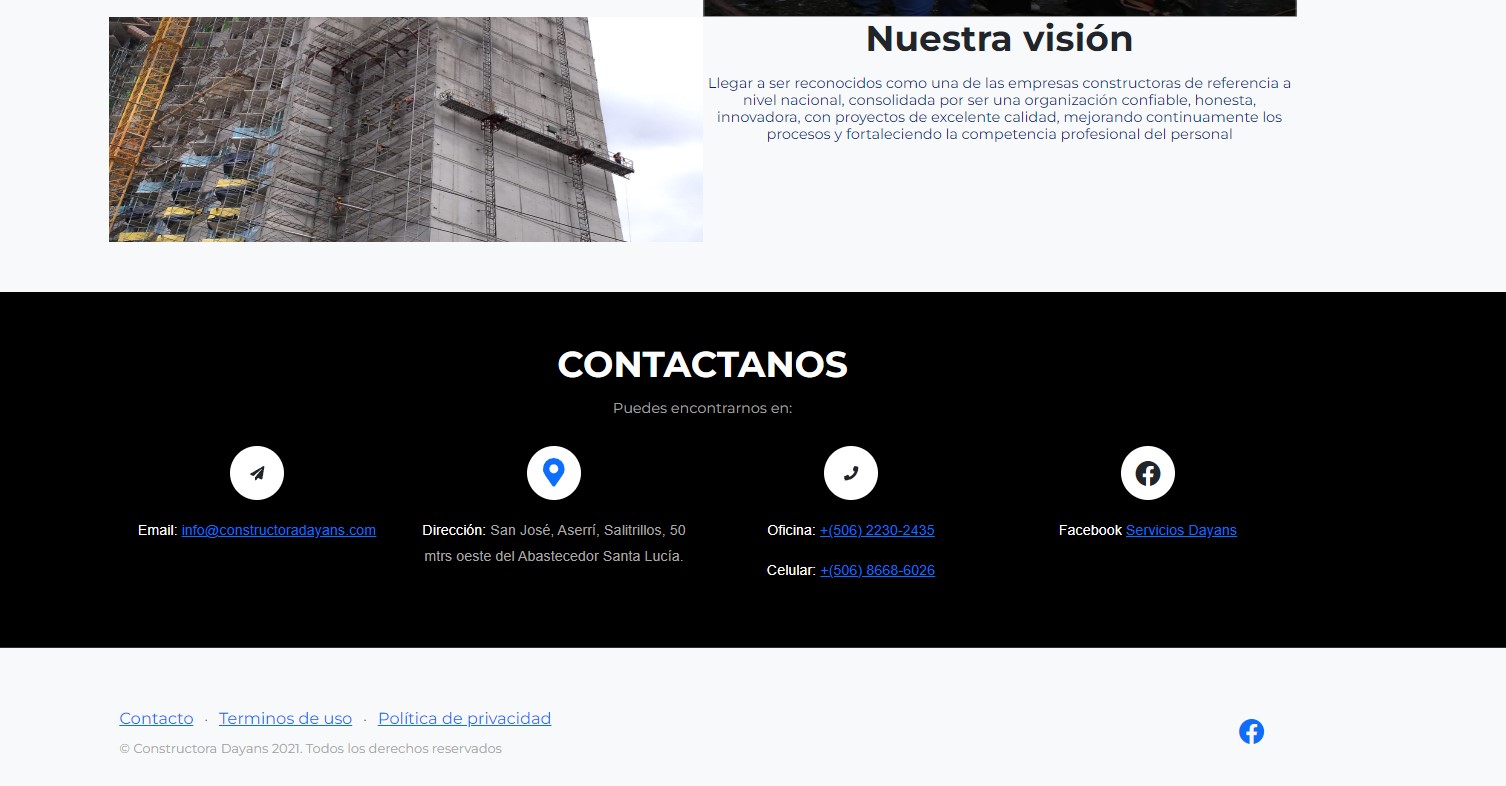 Nuestra visión
Llegar a ser reconocidos como una de las empresas constructoras de referencia a
nivel nacional, consolidada por ser una organización confiable, honesta,
innovadora, con proyectos de excelente calidad, mejorando continuamente los
procesos y fortaleciendo la competencia profesional del personal
CONTACTANOS
Puedes encontrarnos en:
Email: info@constructoradayans.com
Dirección: San José, Aserrí, Salitrillos, 50
mtrs oeste del Abastecedor Santa Lucía.
Oficina: +(506) 2230-2435
Celular: +(506) 8668-6026
Facebook Servicios Dayans
Contacto · Terminos de uso · Política de privacidad
© Constructora Dayans 2021. Todos los derechos reservados